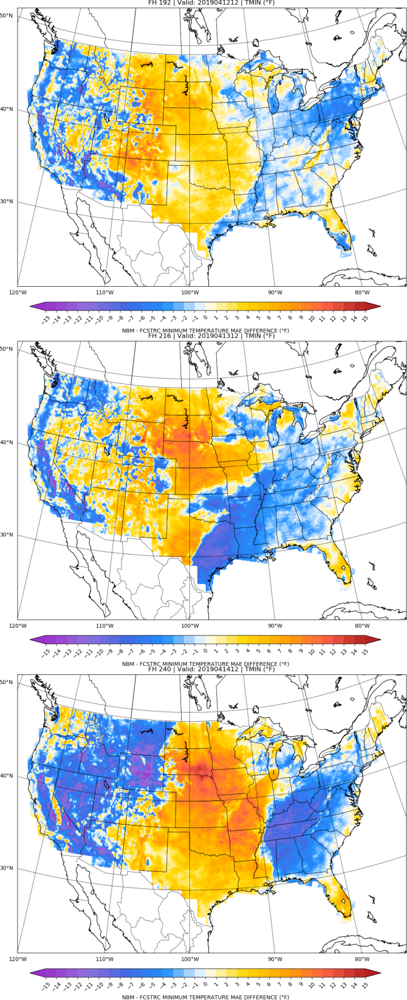 FH 192 | Valid: 2019041212 | TMIN (°F)
50°N
40°N
30°N
120°W 110°W 100°W 90°W 80°W
−15 −14 −13 −12 −11 −10 −9 −8 −7 −6 −5 −4 −3 −2 −1 0 1 2 3 4 5 6 7 8 9 10 11 12 13 14 15
NBM - FCSTRC MINIMUM TEMPERATURE MAE DIFFERENCE (°F)
FH 216 | Valid: 2019041312 | TMIN (°F)
50°N
40°N
30°N
120°W 110°W 100°W 90°W 80°W
−15 −14 −13 −12 −11 −10 −9 −8 −7 −6 −5 −4 −3 −2 −1 0 1 2 3 4 5 6 7 8 9 10 11 12 13 14 15
NBM - FCSTRC MINIMUM TEMPERATURE MAE DIFFERENCE (°F)
FH 240 | Valid: 2019041412 | TMIN (°F)
50°N
40°N
30°N
120°W 110°W 100°W 90°W 80°W
−15 −14 −13 −12 −11 −10 −9 −8 −7 −6 −5 −4 −3 −2 −1 0 1 2 3 4 5 6 7 8 9 10 11 12 13 14 15
NBM - FCSTRC MINIMUM TEMPERATURE MAE DIFFERENCE (°F)